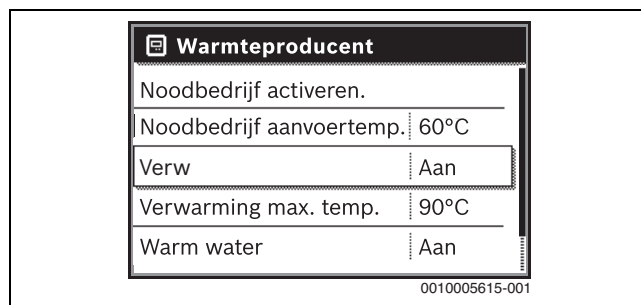 Warmteproducent
Noodbedrijf activeren.
Noodbedrijf aanvoertemp. 60°C
Verw Aan
Verwarming max. temp. 90°C
Warm water Aan
0010005615-001